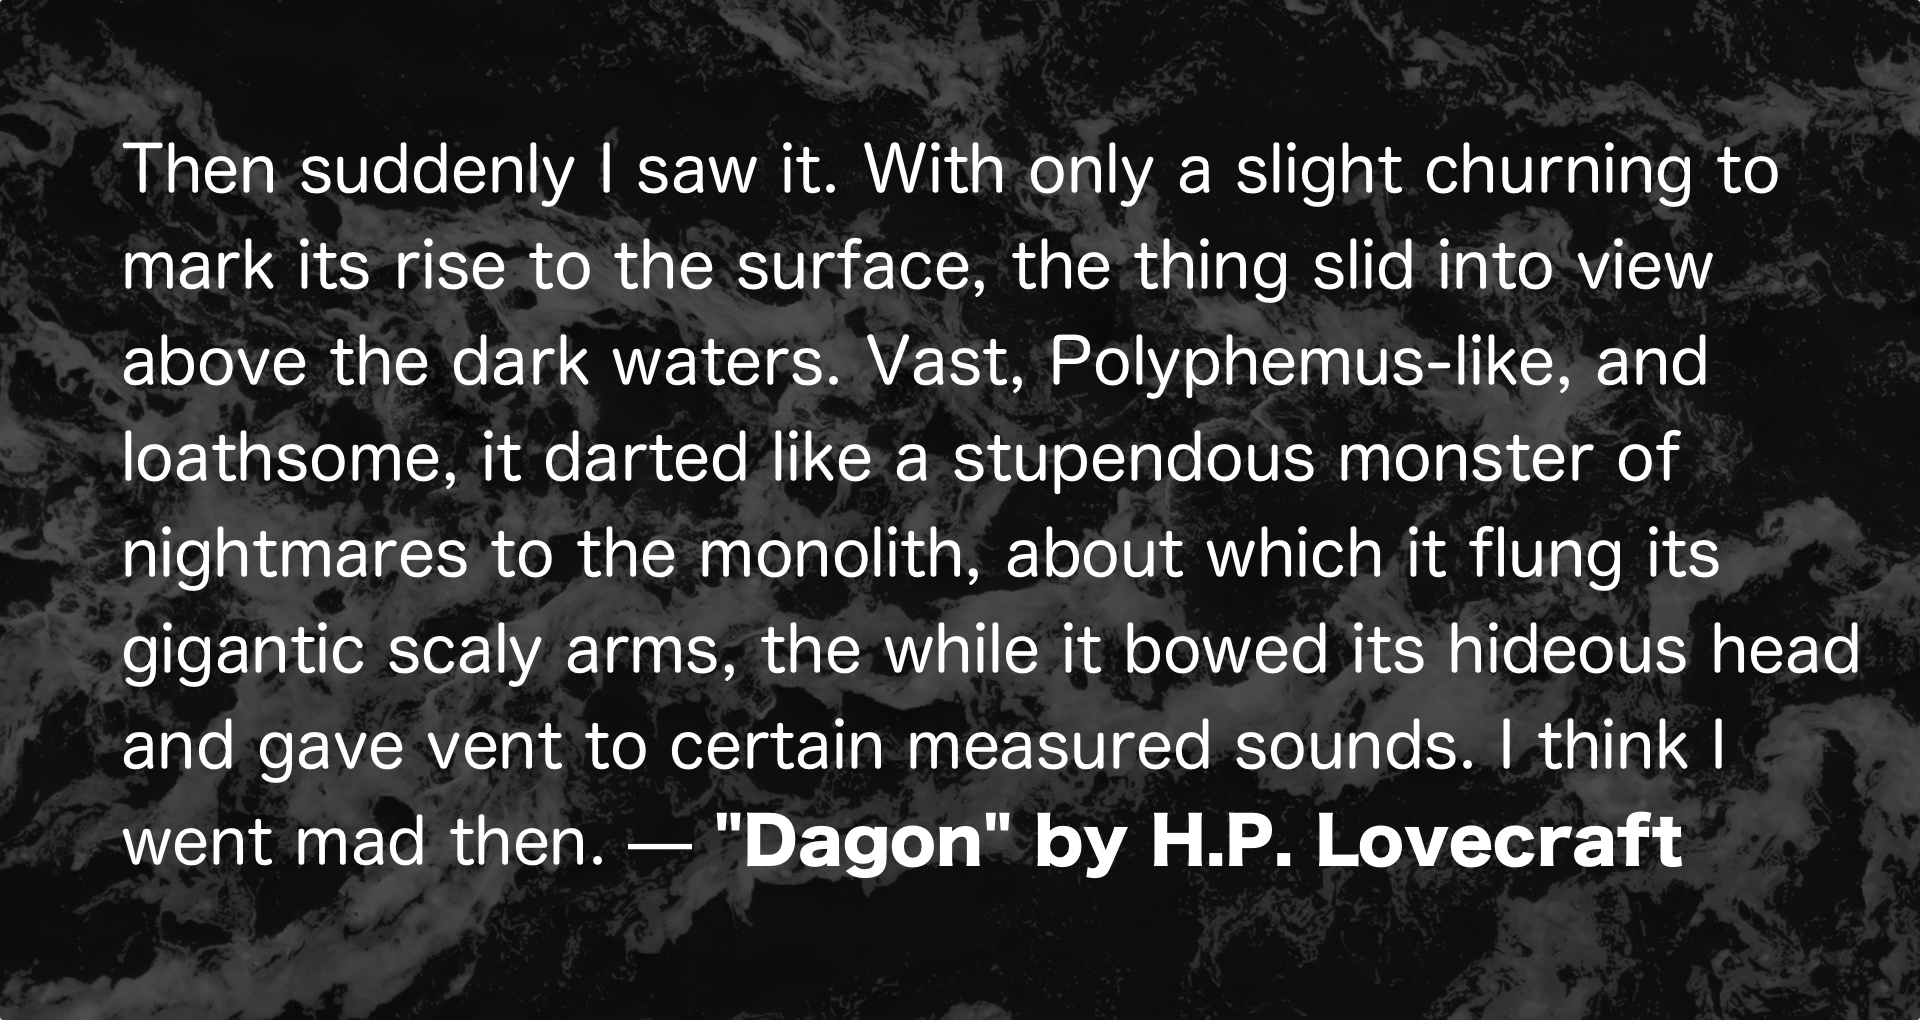 Then suddenly I saw it. With only a slight churning to
mark its rise to the surface, the thing slid into view
above the dark waters. Vast, Polyphemus-like, and
loathsome, it darted like a stupendous monster of
nightmares to the monolith, about which it flung its
gigantic scaly arms, the while it bowed its hideous head
and gave vent to certain measured sounds. I think I
went mad then. — "Dagon" by H.P. Lovecraft